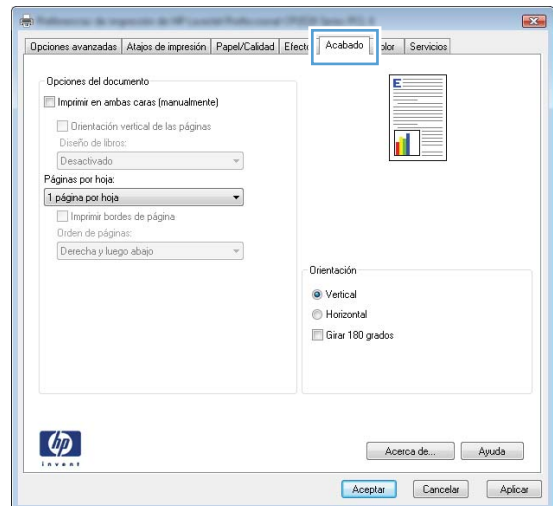 Opciones avanzadas Atajos de impresión Papel/Calidad Acabado Servicios
Opciones del documento
Imprimir en ambas caras (manualmente)
Orientación vertical de las páginas
Diseño de libros:
Desactivado
Páginas por hoja:
1 página por hoja
Imprimir bordes de página
Orden de páginas:
Derecha y luego abajo
E
Orientación
Vertical
Horizontal
Girar 180 grados
hp
invent
Acerca de... Ayuda
Aceptar Cancelar Aplicar